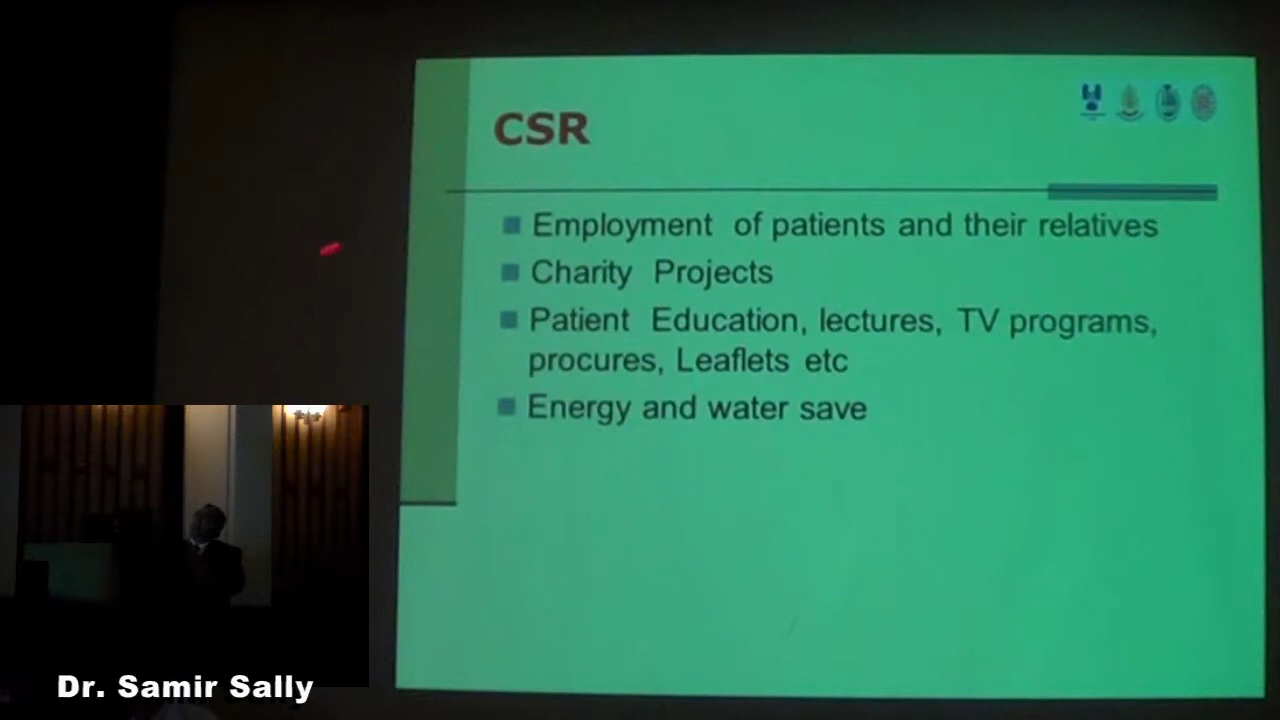 CSR
Employment of patients and their relatives
Charity Projects
Patient Education, lectures, TV programs,
procures, Leaflets etc
Energy and water save
Dr. Samir Sally